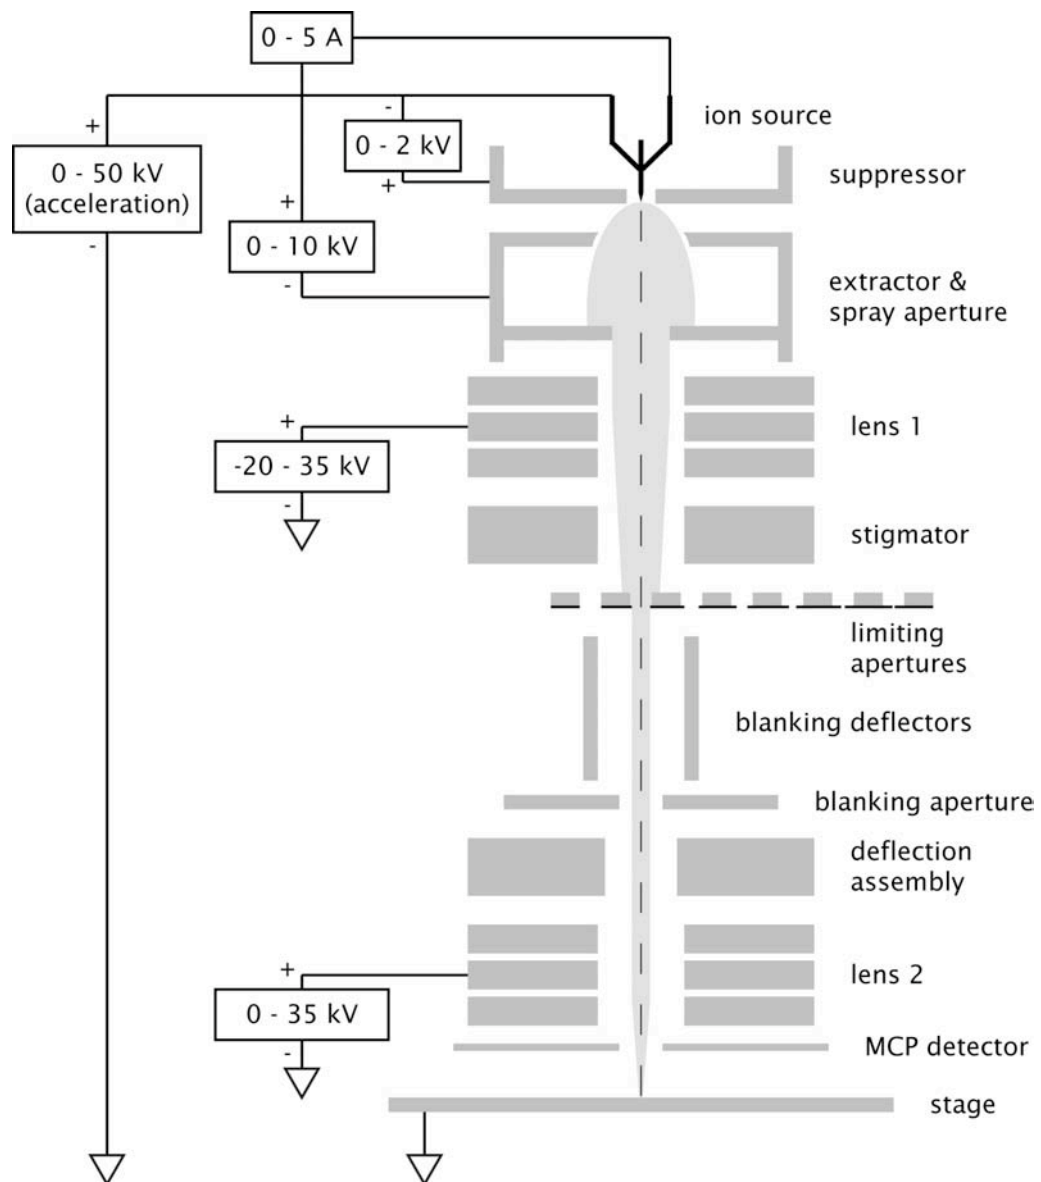 0 - 5 A
+
-
ion source
0 - 2 kV
0 - 50 kV
(acceleration)
+
suppressor
-
+
0 - 10 kV
-
extractor &
spray aperture
+
lens 1
-20 - 35 kV
-
stigmator
limiting
apertures
blanking deflectors
blanking aperture
deflection
assembly
+
lens 2
0 - 35 kV
-
MCP detector
stage